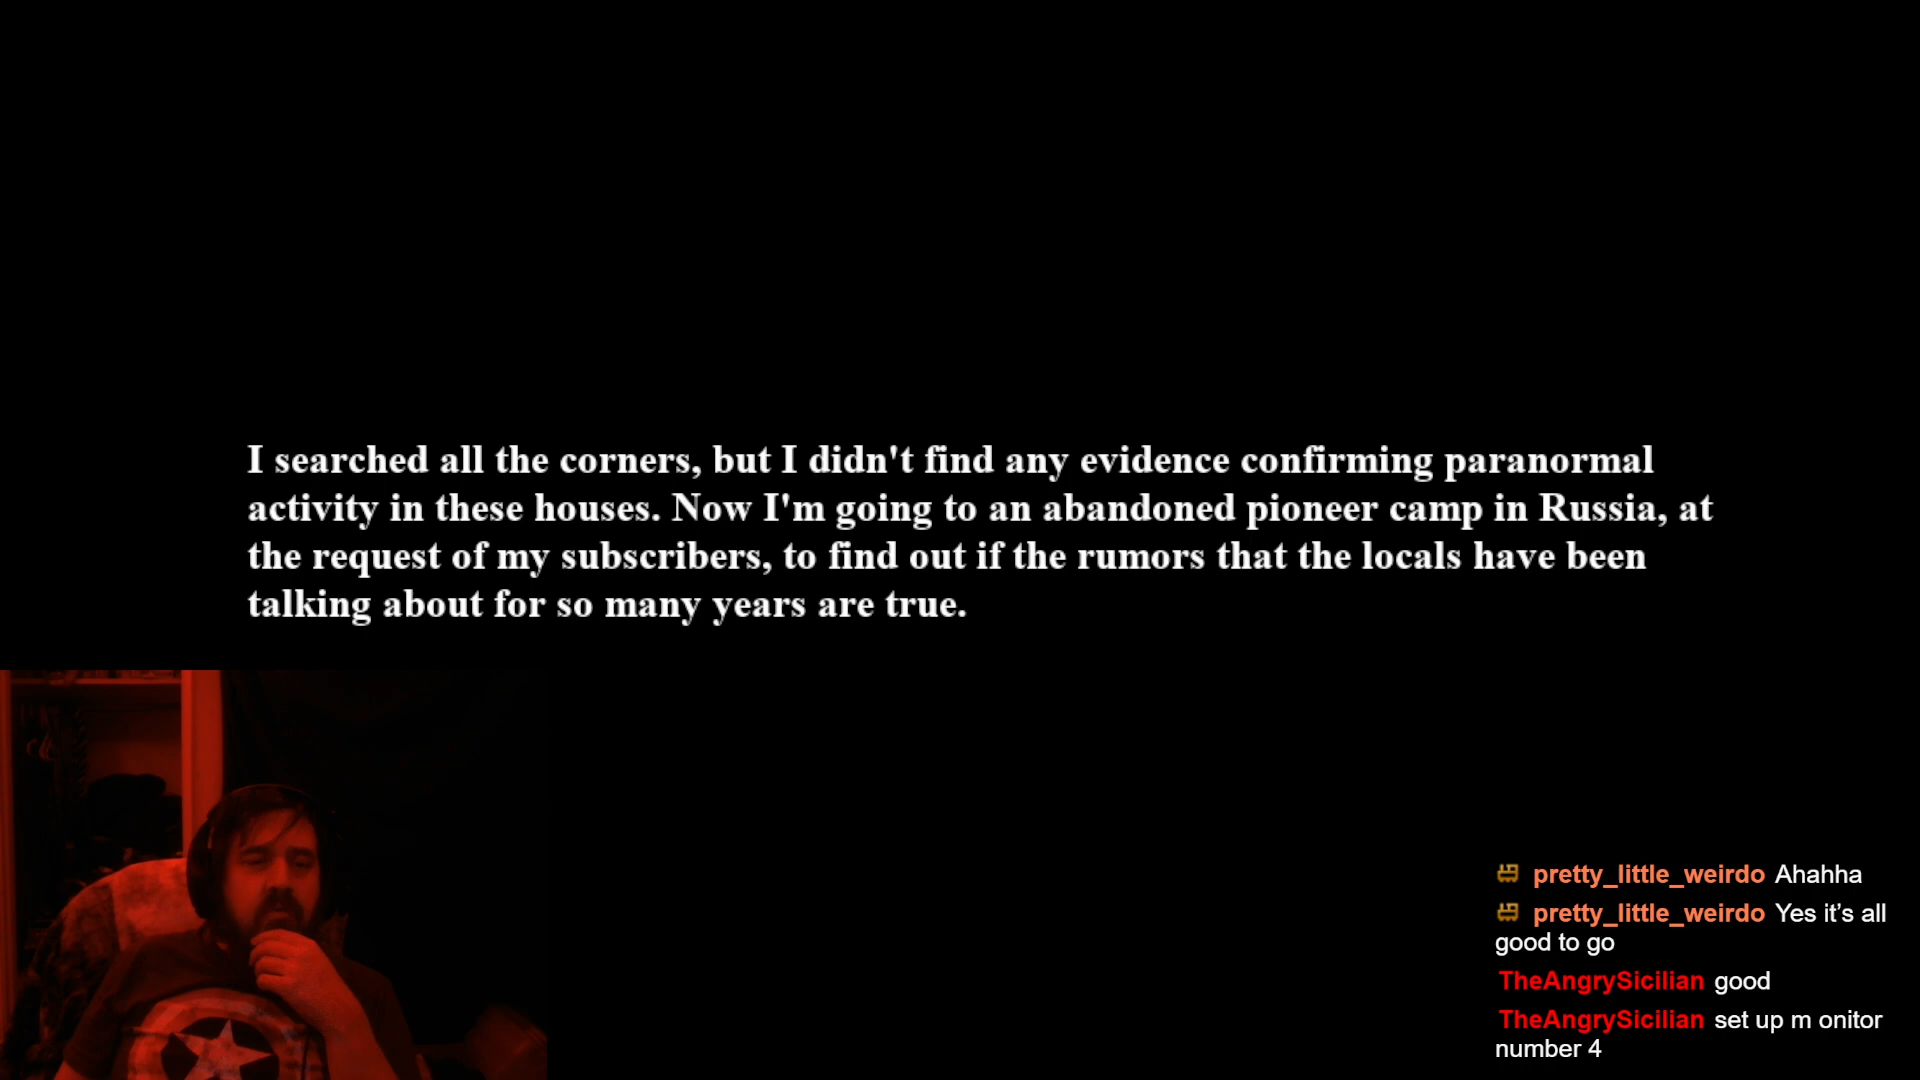 I searched all the corners, but I didn't find any evidence confirming paranormal
activity in these houses. Now I'm going to an abandoned pioneer camp in Russia, at
the request of my subscribers, to find out if the rumors that the locals have been
talking about for so many years are true.
pretty_little_weirdo Ahahha
pretty_little_weirdo Yes it’s all
good to go
TheAngrySicilian good
TheAngrySicilian set up m onitor
number 4